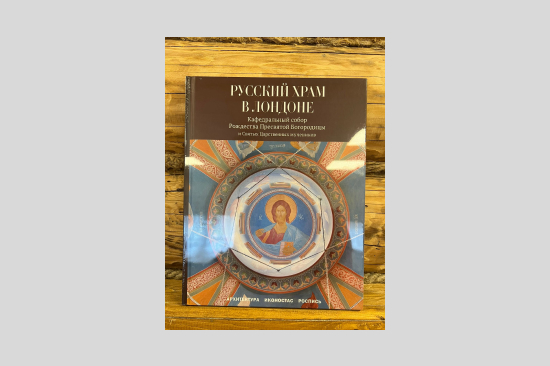 РУССКИЙ ХРАМ
В ЛОНДОНЕ
Кафедральный собор
Рождества Пресвятой Богородицы
и Святых Царственных мучеников
АРХИТЕКТУРА ИКОНОСТАС РОСПИСЬ